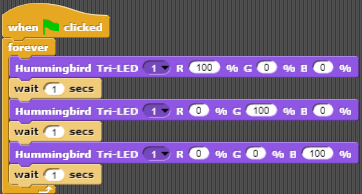 when clicked
forever
Hummingbird Tri-LED 1 R 100 % G 0 % B 0 %
wait 1 secs
Hummingbird Tri-LED 1 R 0 % G 100 % B 0 %
wait 1 secs
Hummingbird Tri-LED 1 R 0 % G 0 % B 100 %
wait 1 secs